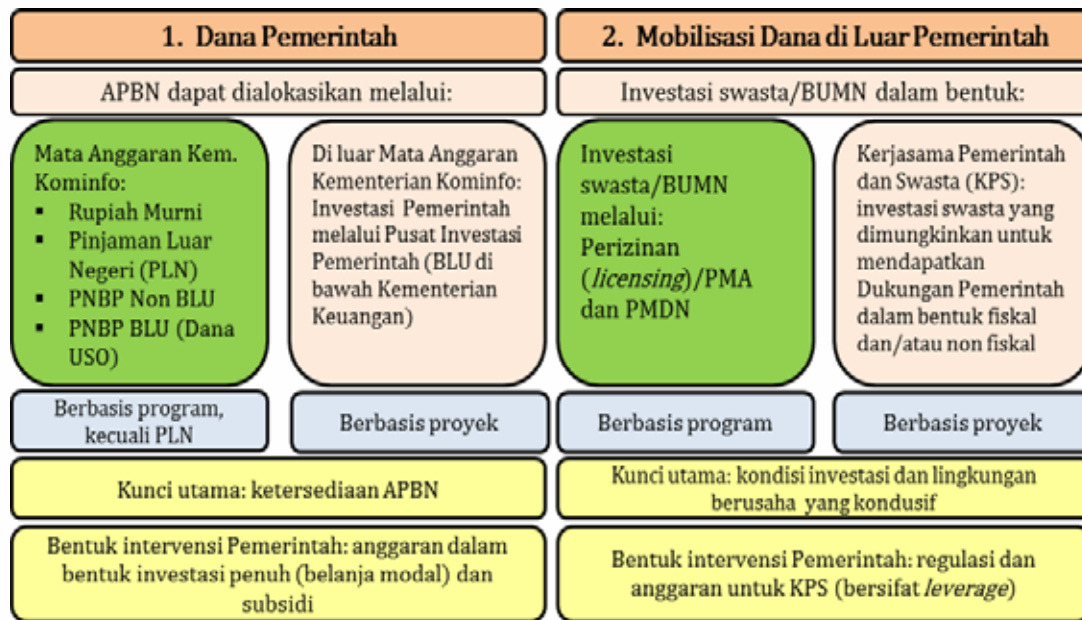 1. Dana Pemerintah
APBN dapat dialokasikan melalui:
Mata Anggaran Kem.
Kominfo:
▪ Rupiah Murni
▪ Pinjaman Luar
Negeri (PLN)
▪ PNBP Non BLU
▪ PNBP BLU (Dana
USO)
Di luar Mata Anggaran
Kementerian Kominfo:
Investasi Pemerintah
melalui Pusat Investasi
Pemerintah (BLU di
bawah Kementerian
Keuangan)
Berbasis program,
kecuali PLN
Berbasis proyek
Kunci utama: ketersediaan APBN
Bentuk intervensi Pemerintah: anggaran dalam
bentuk investasi penuh (belanja modal) dan
subsidi
2. Mobilisasi Dana di Luar Pemerintah
Investasi swasta/BUMN dalam bentuk:
Investasi
swasta/BUMN
melalui:
Perizinan
(licensing)/PMA
dan PMDN
Kerjasama Pemerintah
dan Swasta (KPS):
investasi swasta yang
dimungkinkan untuk
mendapatkan
Dukungan Pemerintah
dalam bentuk fiskal
dan/atau non fiskal
Berbasis program
Berbasis proyek
Kunci utama: kondisi investasi dan lingkungan
berusaha yang kondusif
Bentuk intervensi Pemerintah: regulasi dan
anggaran untuk KPS (bersifat leverage)